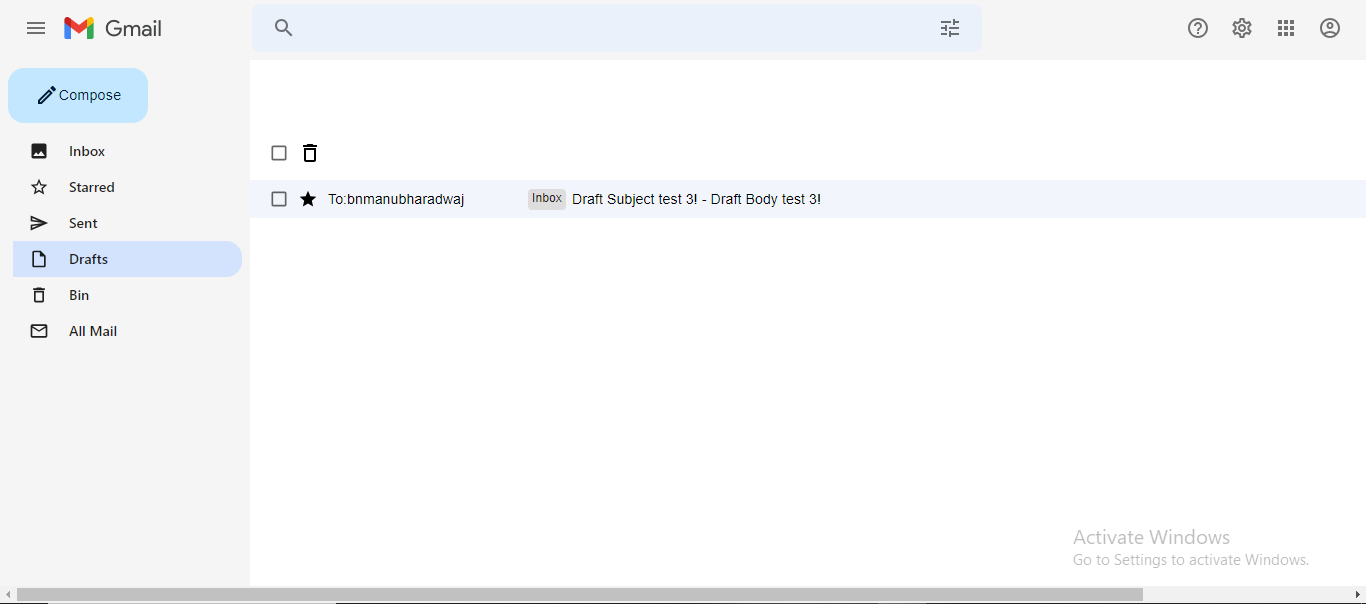 Gmail
Compose
Inbox
Starred
Sent
Drafts
Bin
All Mail
To:bnmanubharadwaj Inbox Draft Subject test 3! - Draft Body test 3!
Activate Windows
Go to Settings to activate Windows.